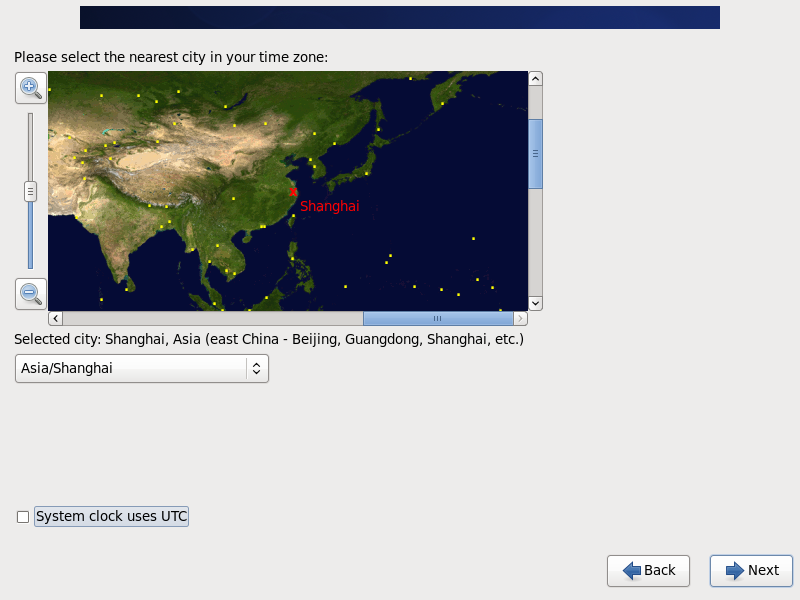 Please select the nearest city in your time zone:
Shanghai
Selected city: Shanghai, Asia (east China - Beijing, Guangdong, Shanghai, etc.)
Asia/Shanghai
System clock uses UTC
Back
Next